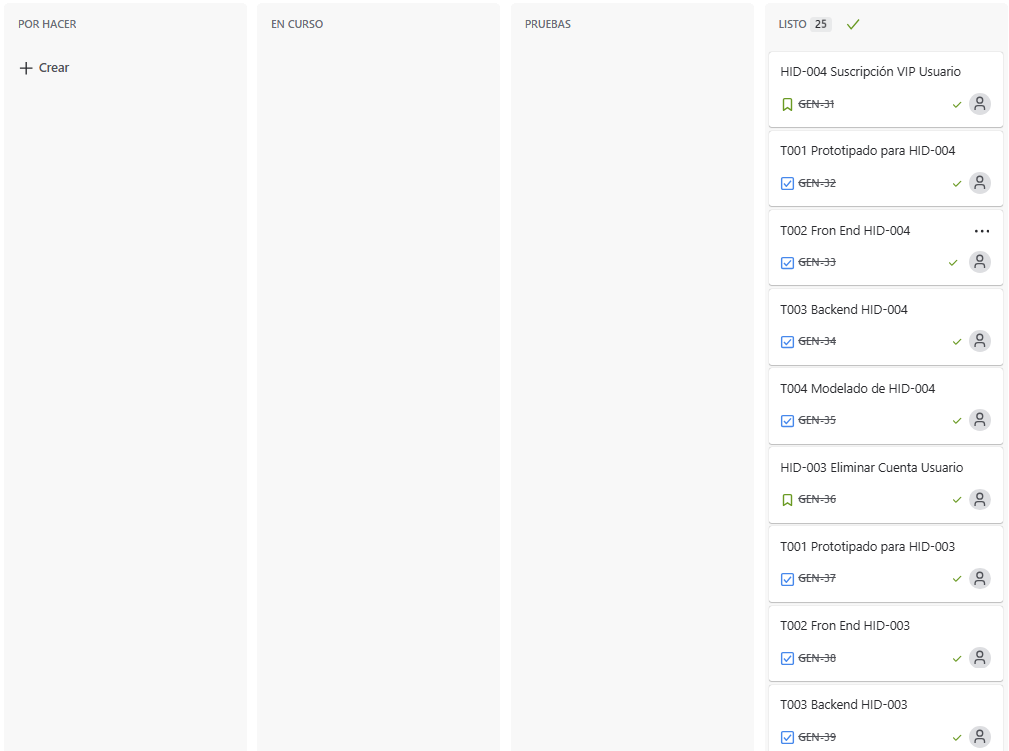 POR HACER
Crear
EN CURSO
PRUEBAS
LISTO 25
HID-004 Suscripción VIP Usuario
GEN-31
T001 Prototipado para HID-004
GEN-32
T002 Fron End HID-004
GEN-33
T003 Backend HID-004
GEN-34
T004 Modelado de HID-004
GEN-35
HID-003 Eliminar Cuenta Usuario
GEN-36
T001 Prototipado para HID-003
GEN-37
T002 Fron End HID-003
GEN-38
T003 Backend HID-003
GEN-39